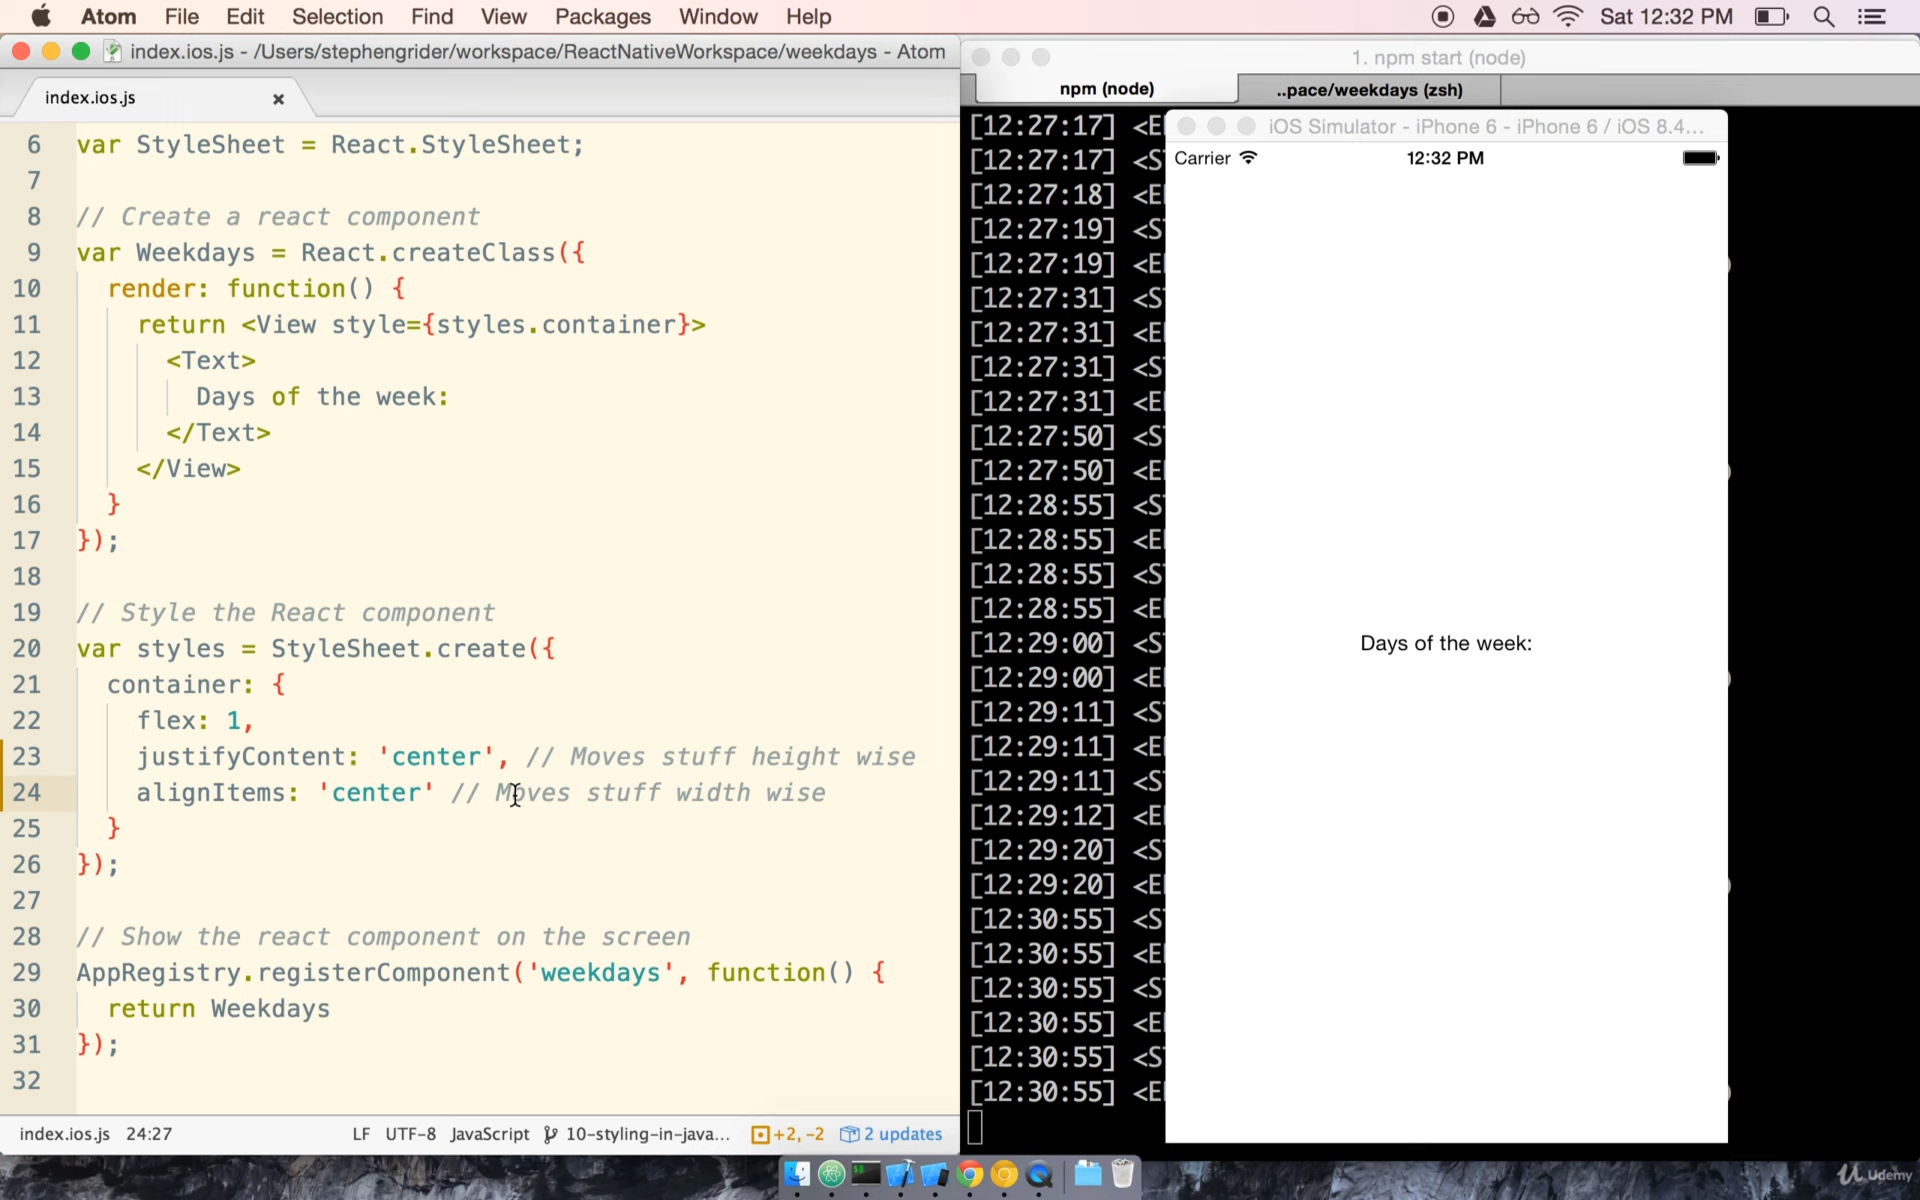 Atom File Edit Selection Find View Packages Window Help Sat 12:32 PM
index.ios.js - /Users/stephengrider/workspace/ReactNativeWorkspace/weekdays - Atom
index.ios.js
6 var StyleSheet = React.StyleSheet;
7
8 // Create a react component
9 var Weekdays = React.createClass({
10 render: function() {
11 return <View style={styles.container}>
12 <Text>
13 Days of the week:
14 </Text>
15 </View>
16 }
17 });
18
19 // Style the React component
20 var styles = StyleSheet.create({
21 container: {
22 flex: 1,
23 justifyContent: 'center', // Moves stuff height wise
24 alignItems: 'center' // Moves stuff width wise
25 }
26 });
27
28 // Show the react component on the screen
29 AppRegistry.registerComponent('weekdays', function() {
30 return Weekdays
31 });
32
index.ios.js 24:27 LF UTF-8 JavaScript 10-styling-in-java... +2, -2 2 updates
1. npm start (node)
npm (node) ..pace/weekdays (zsh)
[12:27:17] <E
[12:27:17] <S
[12:27:18] <E
[12:27:19] <S
[12:27:19] <E
[12:27:31] <S
[12:27:31] <E
[12:27:31] <S
[12:27:31] <E
[12:27:50] <S
[12:27:50] <E
[12:28:55] <S
[12:28:55] <E
[12:28:55] <S
[12:28:55] <E
[12:29:00] <S
[12:29:00] <E
[12:29:11] <S
[12:29:11] <E
[12:29:11] <S
[12:29:12] <E
[12:29:20] <S
[12:29:20] <E
[12:30:55] <S
[12:30:55] <E
[12:30:55] <S
[12:30:55] <E
[12:30:55] <S
[12:30:55] <E
iOS Simulator - iPhone 6 - iPhone 6 / iOS 8.4...
Carrier 12:32 PM
Days of the week:
Udemy